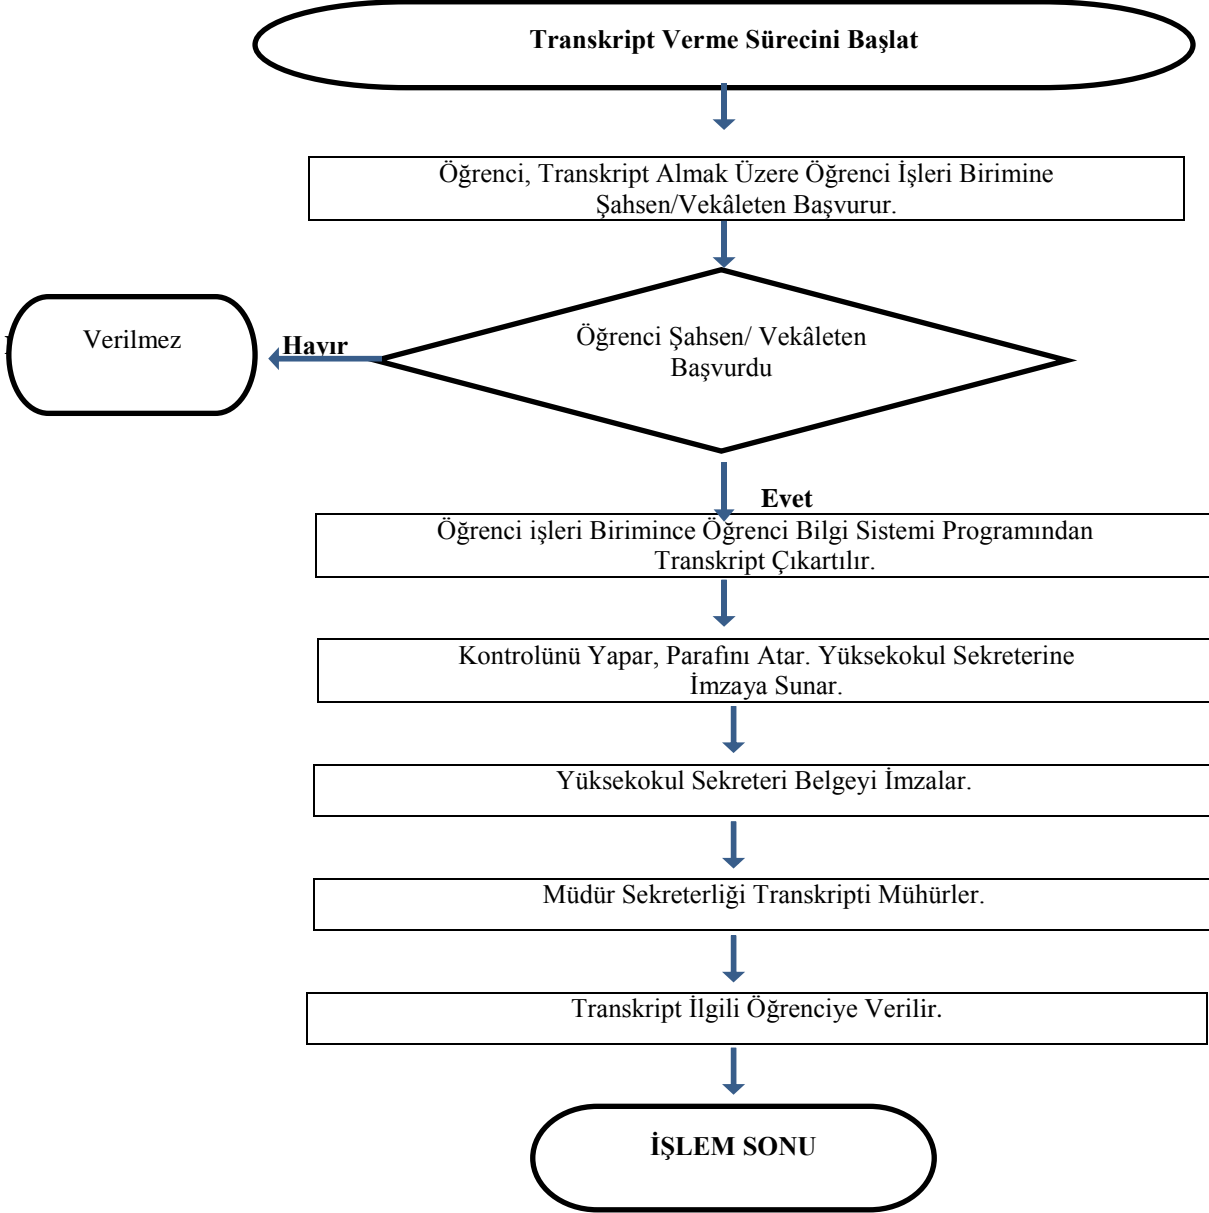 Transkript Verme Sürecini Başlat
Öğrenci, Transkript Almak Üzere Öğrenci İşleri Birimine
Şahsen/Vekâleten Başvurur.
Öğrenci Şahsen/ Vekâleten
Başvurdu
Hayır
Verilmez
Evet
Öğrenci işleri Birimince Öğrenci Bilgi Sistemi Programından
Transkript Çıkartılır.
Kontrolünü Yapar, Parafını Atar. Yüksekokul Sekreterine
İmzaya Sunar.
Yüksekokul Sekreteri Belgeyi İmzalar.
Müdür Sekreterliği Transkripti Mühürler.
Transkript İlgili Öğrenciye Verilir.
İŞLEM SONU